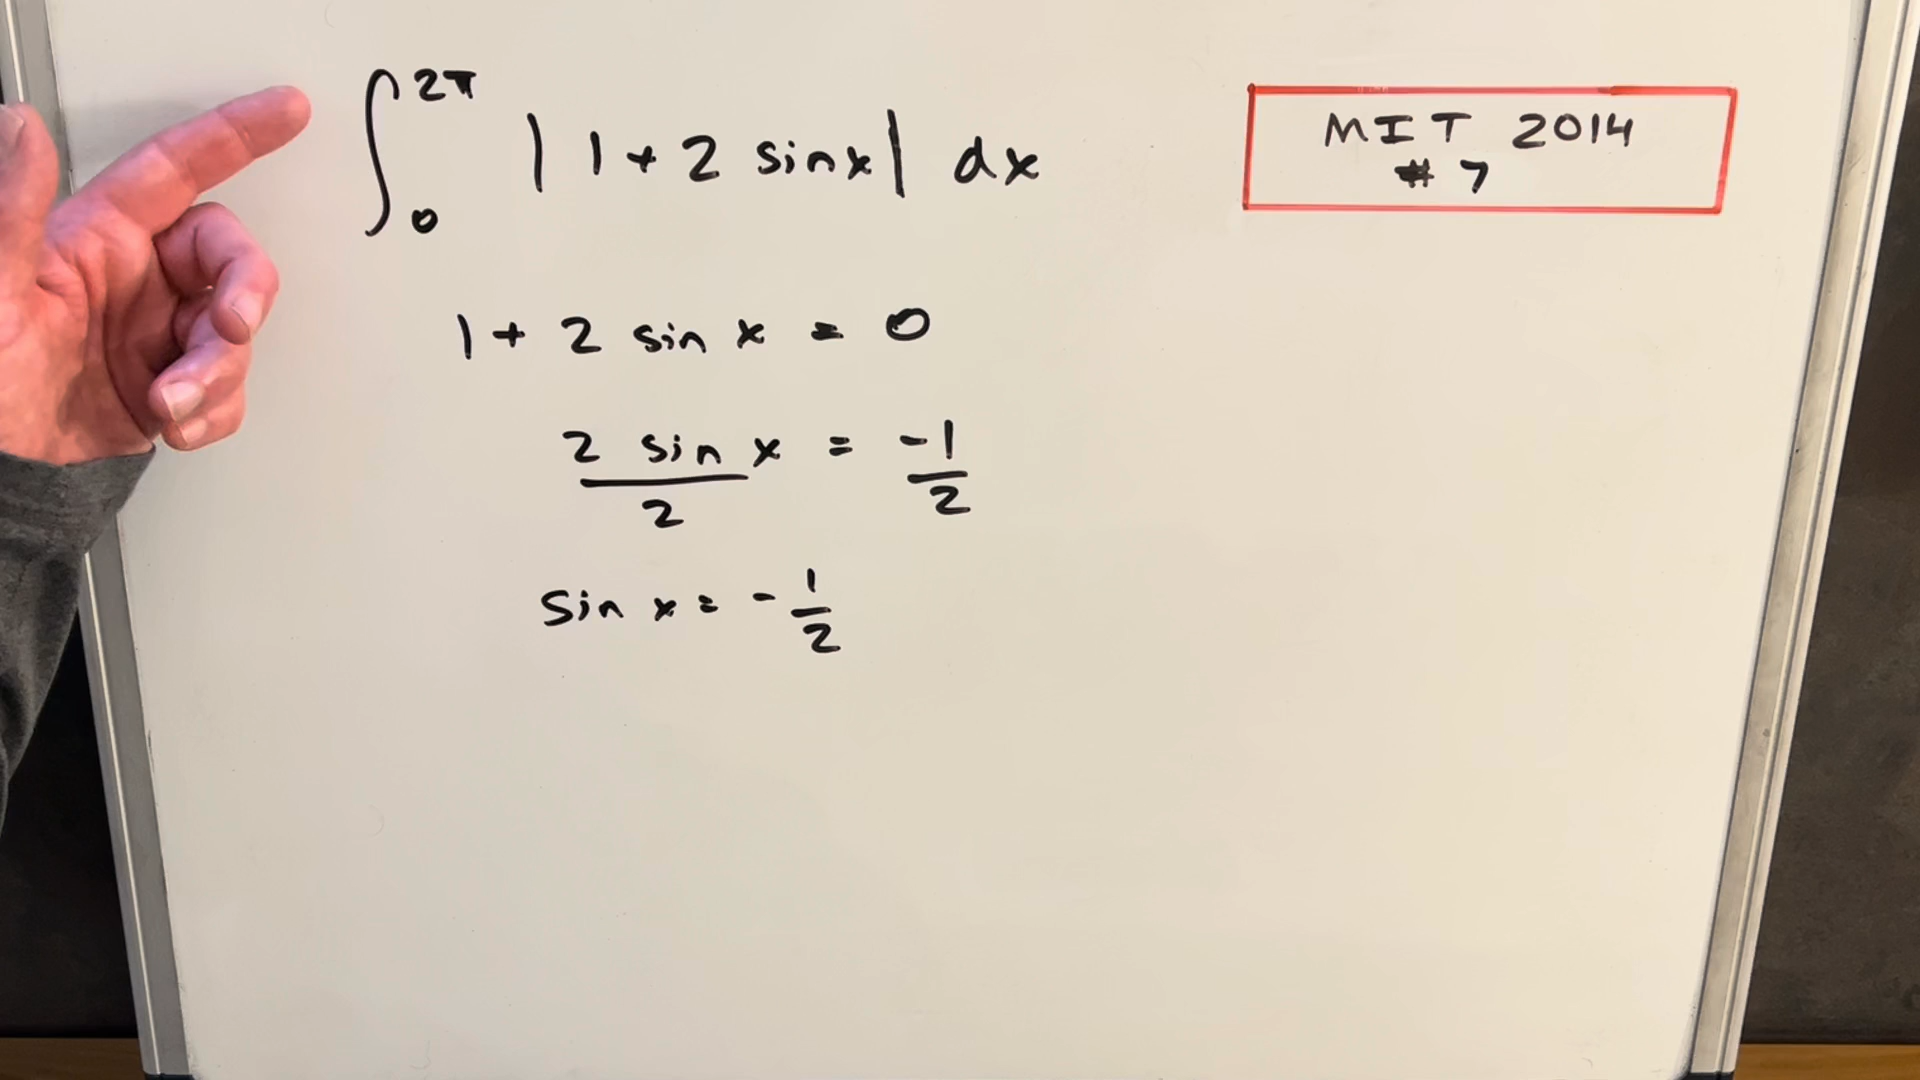 ∫₀^2π | 1 + 2 sin x | dx
MIT 2014
# 7
1 + 2 sin x = 0
2 sin x / 2 = -1 / 2
sin x = - 1/2